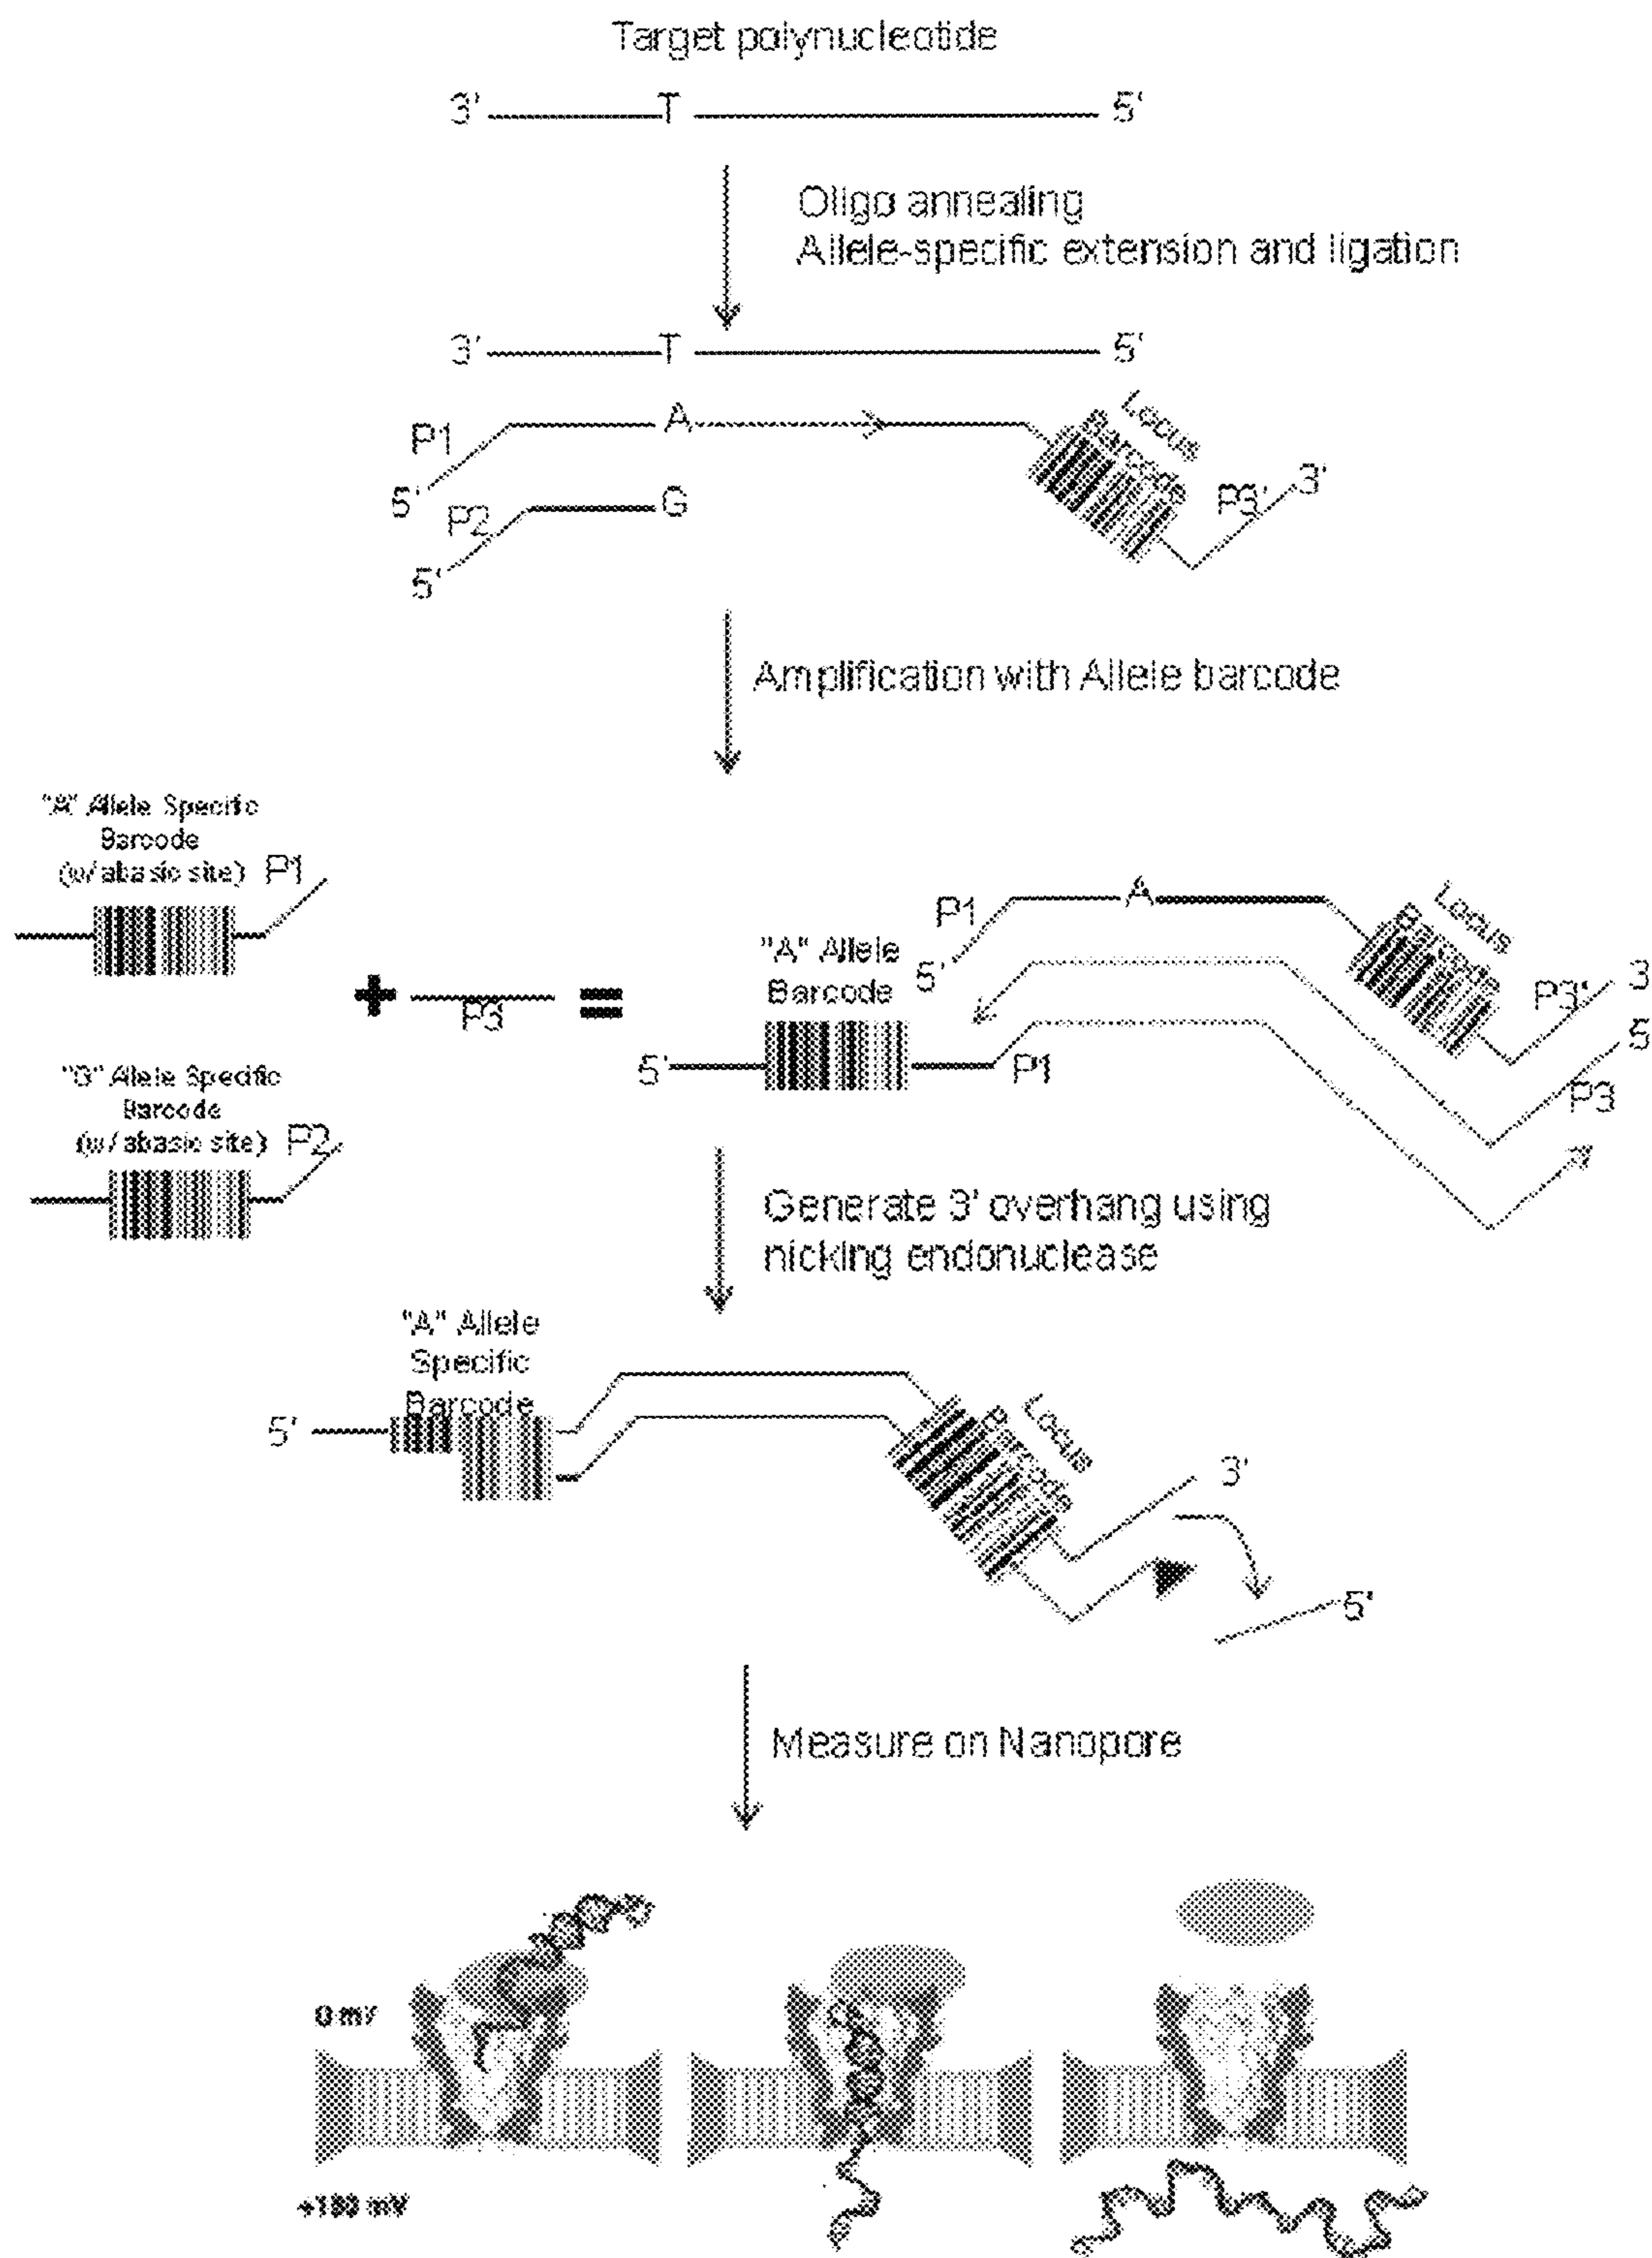 Target polynucleotide
3' T 5'
Oligo annealing
Allele-specific extension and ligation
3' T 5'
P1 A
Locus
Barcode
5'
P2 G
P3' 3'
5'
Amplification with Allele barcode
"A" Allele Specific
Barcode
(w/ abasic site) P1
+ P3 =
"G" Allele Specific
Barcode
(w/ abasic site) P2
P1 A
Locus
Barcode
"A" Allele
Barcode
5'
P3' 3
5
5' P1
P3
Generate 3' overhang using
nicking endonuclease
"A" Allele
Specific
Barcode
5'
Locus
Barcode
3'
5'
Measure on Nanopore
0 mV
+180 mV